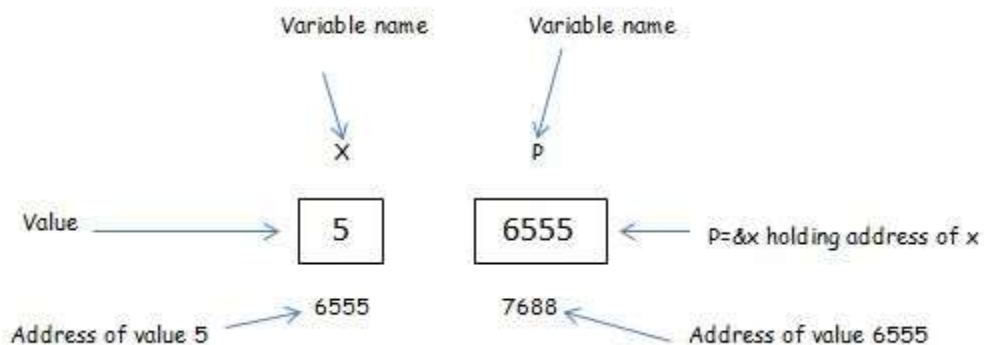 Variable name
Variable name
X
P
Value
5
6555
P=&x holding address of x
6555
7688
Address of value 5
Address of value 6555